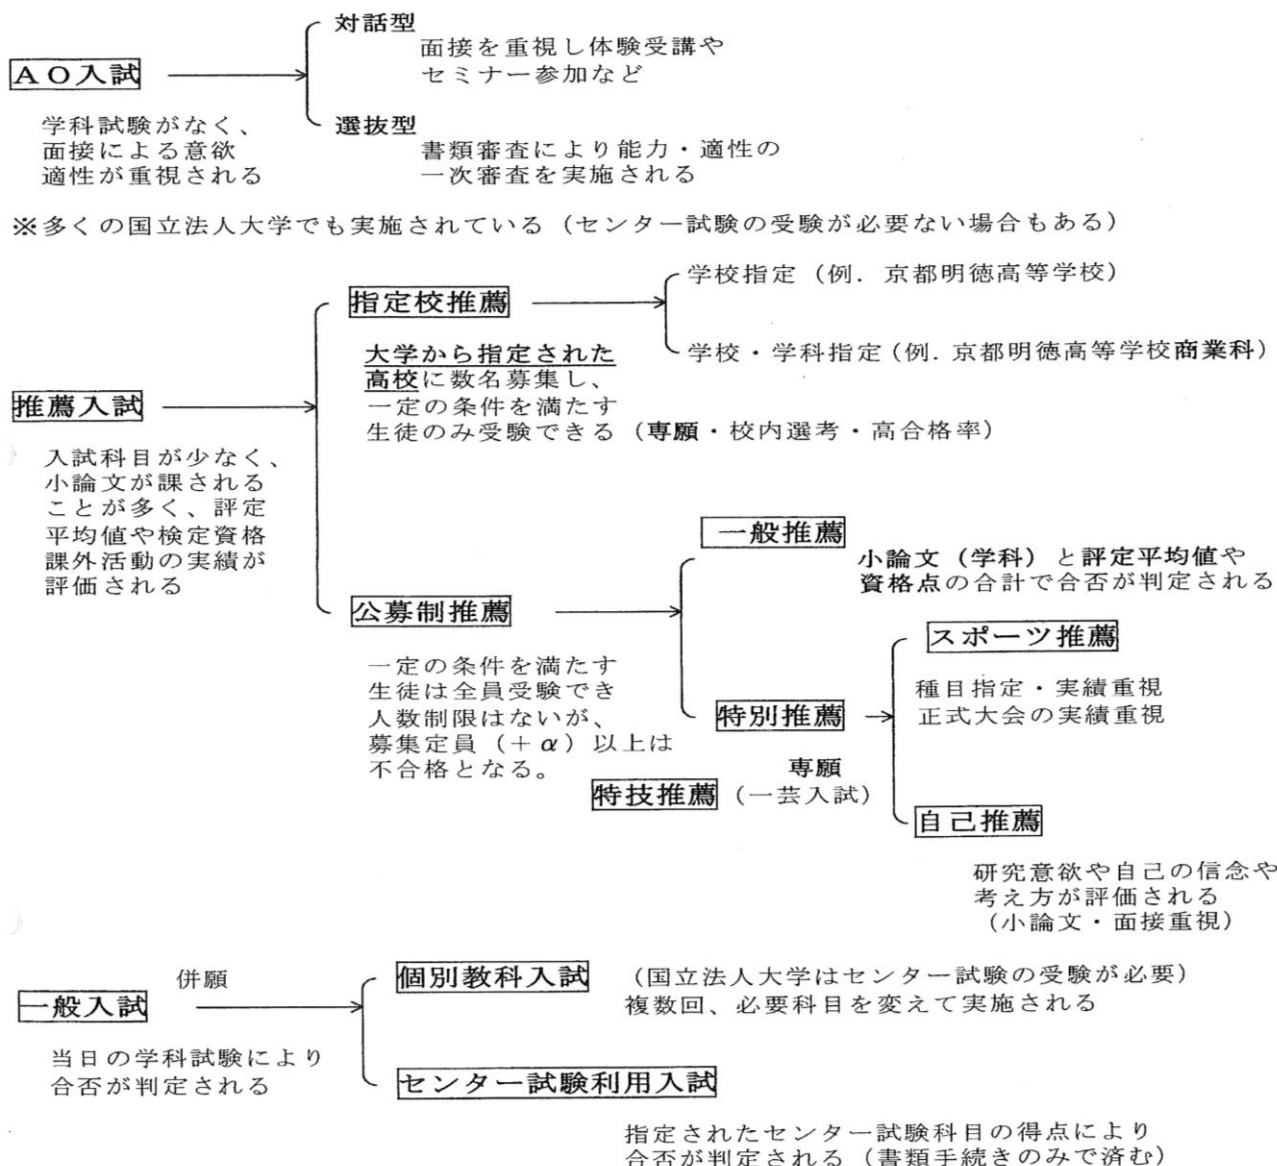 対話型
面接を重視し体験受講や
セミナー参加など
AO入試
学科試験がなく、
面接による意欲
適性が重視される
選抜型
書類審査により能力・適性の
一次審査を実施される
※多くの国立法人大学でも実施されている（センター試験の受験が必要ない場合もある）
指定校推薦
学校指定（例．京都明徳高等学校）
学校・学科指定（例．京都明徳高等学校商業科）
大学から指定された
高校に数名募集し、
一定の条件を満たす
生徒のみ受験できる（専願・校内選考・高合格率）
推薦入試
入試科目が少なく、
小論文が課される
ことが多く、評定
平均値や検定資格
課外活動の実績が
評価される
一般推薦
小論文（学科）と評定平均値や
資格点の合計で合否が判定される
公募制推薦
一定の条件を満たす
生徒は全員受験でき
人数制限はないが、
募集定員（＋α）以上は
不合格となる。
特別推薦
専願
特技推薦（一芸入試）
スポーツ推薦
種目指定・実績重視
正式大会の実績重視
自己推薦
研究意欲や自己の信念や
考え方が評価される
（小論文・面接重視）
一般入試
併願
当日の学科試験により
合否が判定される
個別教科入試
（国立法人大学はセンター試験の受験が必要）
複数回、必要科目を変えて実施される
センター試験利用入試
指定されたセンター試験科目の得点により
合否が判定される（書類手続きのみで済む）